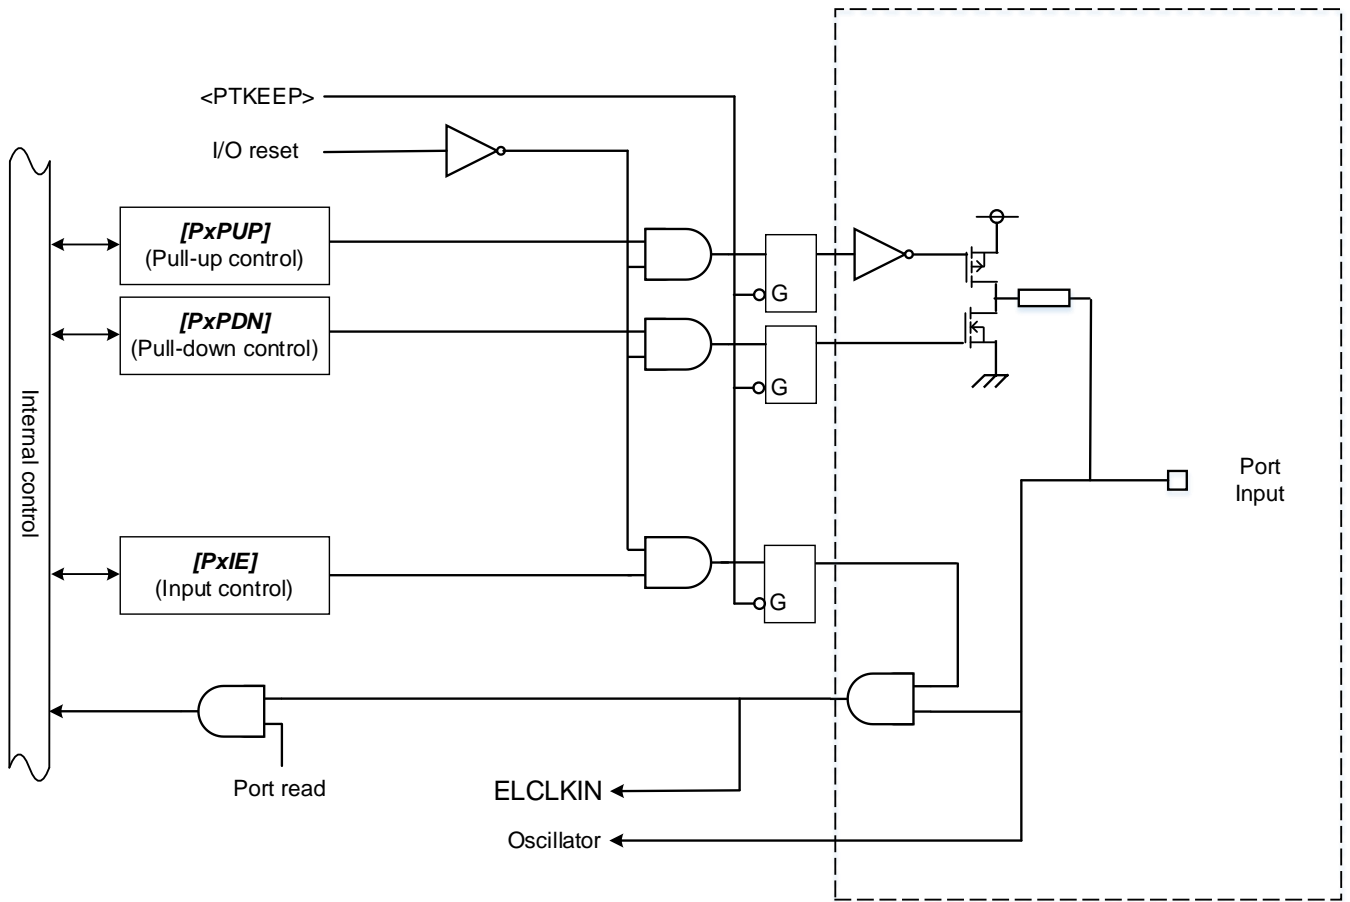 <PTKEEP>
I/O reset
[PxPUP]
(Pull-up control)
G
[PxPDN]
(Pull-down control)
G
Internal control
Port
Input
[PxIE]
(Input control)
G
Port read
ELCLKIN
Oscillator